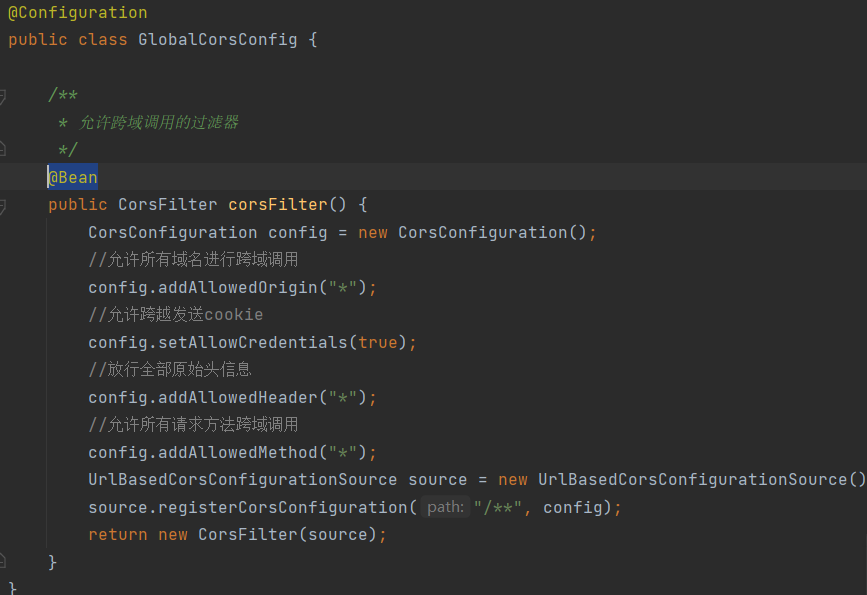 @Configuration
public class GlobalCorsConfig {
/**
* 允许跨域调用的过滤器
*/
@Bean
public CorsFilter corsFilter() {
CorsConfiguration config = new CorsConfiguration();
//允许所有域名进行跨域调用
config.addAllowedOrigin("*");
//允许跨越发送cookie
config.setAllowCredentials(true);
//放行全部原始头信息
config.addAllowedHeader("*");
//允许所有请求方法跨域调用
config.addAllowedMethod("*");
UrlBasedCorsConfigurationSource source = new UrlBasedCorsConfigurationSource()
source.registerCorsConfiguration( path: "/**", config);
return new CorsFilter(source);
}
}